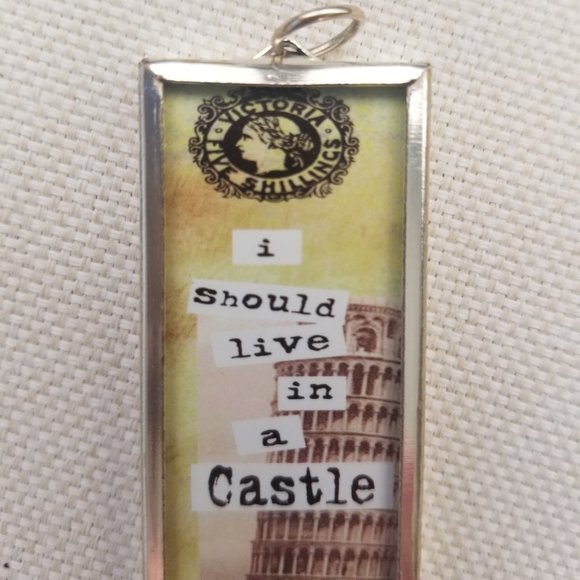 VICTORIA
FIVE SHILLINGS
i
should
live
in
a
Castle